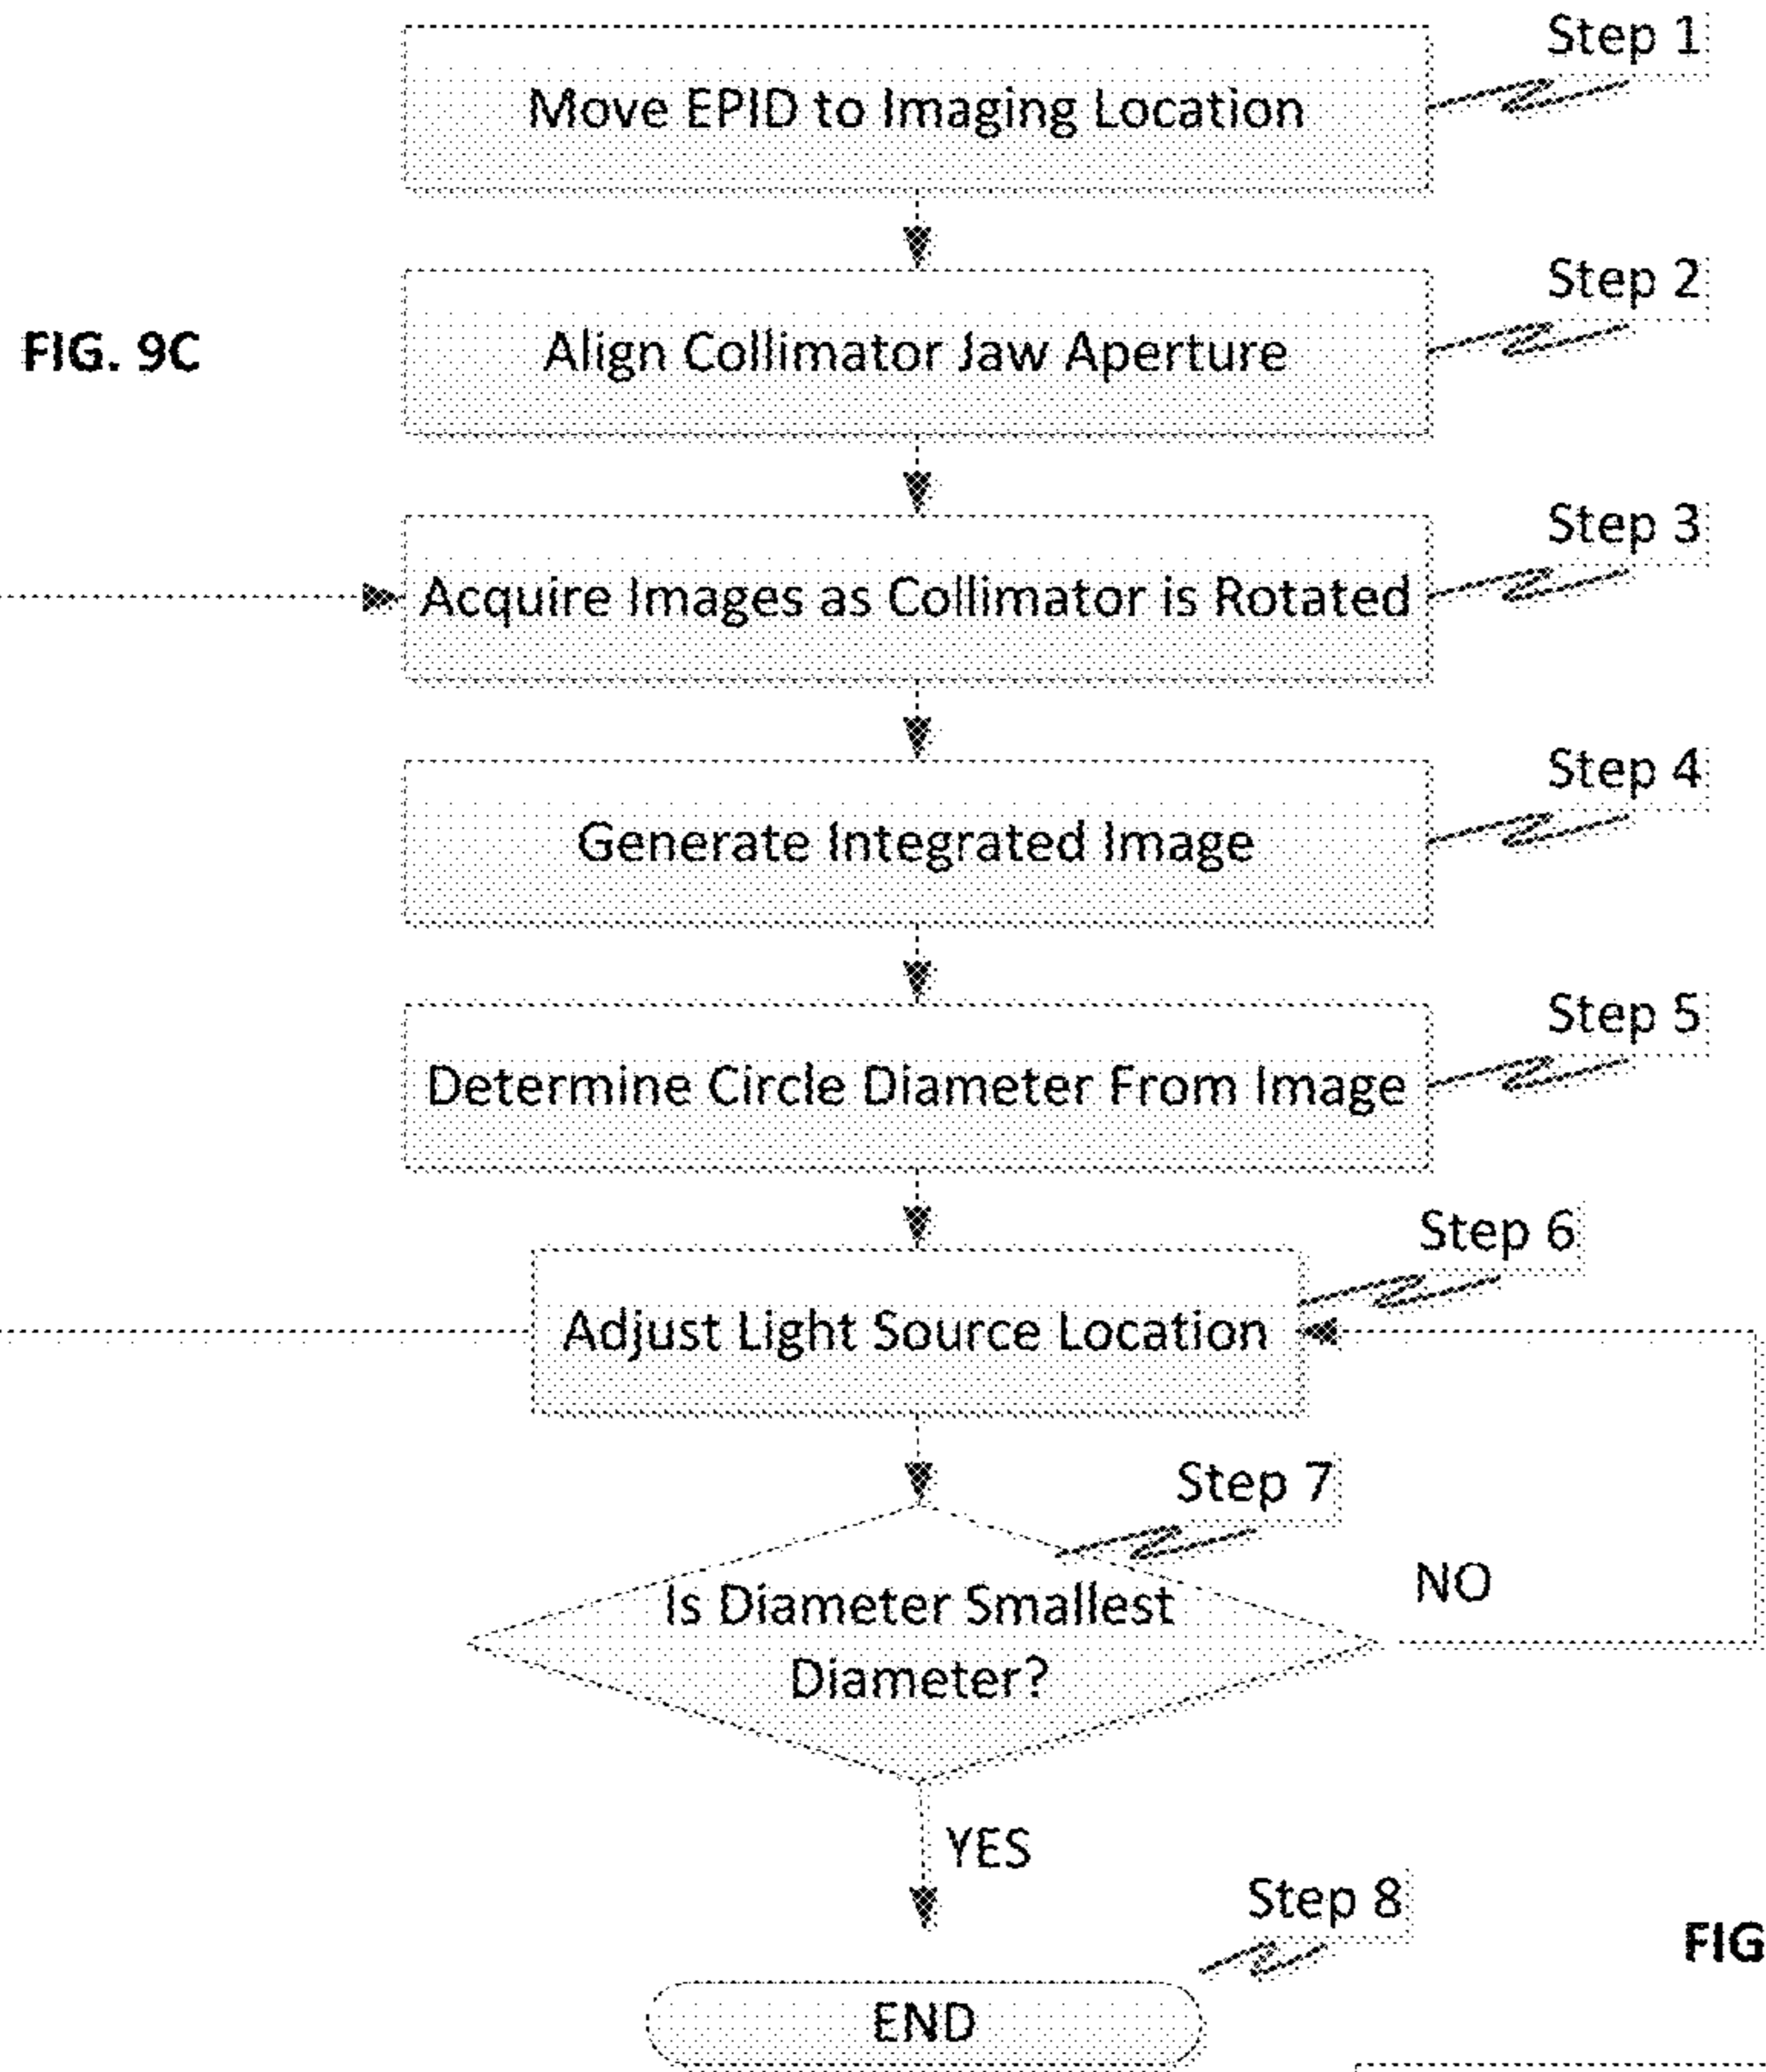 Step 1
Move EPID to Imaging Location
Step 2
FIG. 9C
Align Collimator Jaw Aperture
Step 3
Acquire Images as Collimator is Rotated
Step 4
Generate Integrated Image
Step 5
Determine Circle Diameter From Image
Step 6
Adjust Light Source Location
Step 7
Is Diameter Smallest
Diameter?
NO
YES
Step 8
END
FIG